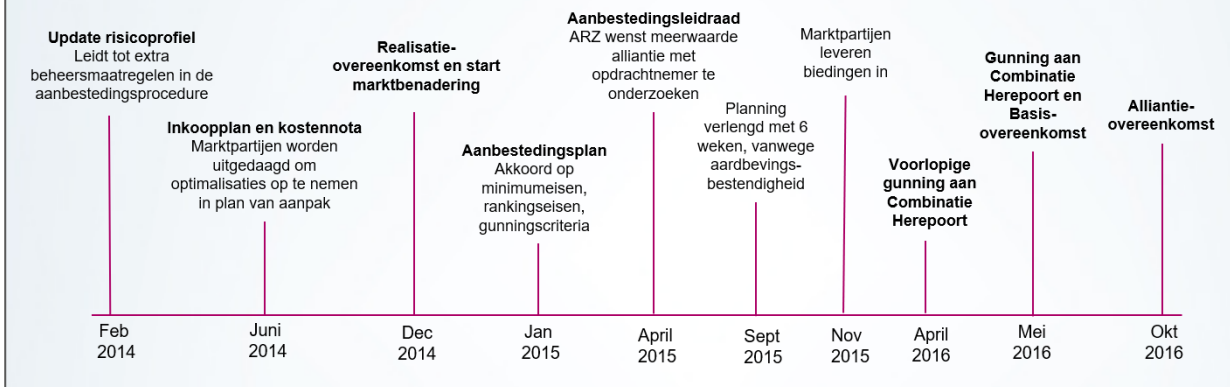 Update risicoprofiel
Leidt tot extra
beheersmaatregelen in de
aanbestedingsprocedure
Inkoopplan en kostennota
Marktpartijen worden
uitgedaagd om
optimalisaties op te nemen
in plan van aanpak
Realisatie-
overeenkomst en start
marktbenadering
Aanbestedingsplan
Akkoord op
minimumeisen,
rankingseisen,
gunningscriteria
Aanbestedingsleidraad
ARZ wenst meerwaarde
alliantie met
opdrachtnemer te
onderzoeken
Planning
verlengd met 6
weken, vanwege
aardbevings-
bestendigheid
Marktpartijen
leveren
biedingen in
Voorlopige
gunning aan
Combinatie
Herepoort
Gunning aan
Combinatie
Herepoort en
Basis-
overeenkomst
Alliantie-
overeenkomst
Feb
2014
Juni
2014
Dec
2014
Jan
2015
April
2015
Sept
2015
Nov
2015
April
2016
Mei
2016
Okt
2016